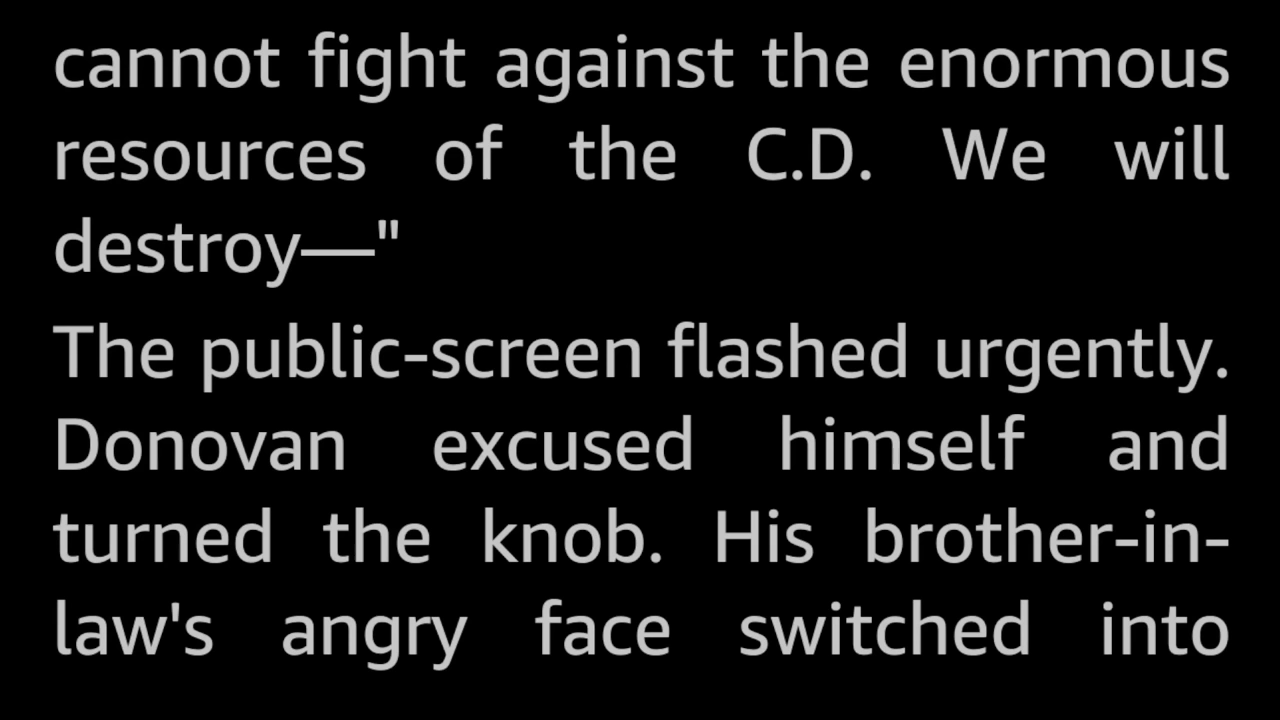 cannot fight against the enormous
resources of the C.D. We will
destroy—"
The public-screen flashed urgently.
Donovan excused himself and
turned the knob. His brother-in-
law's angry face switched into